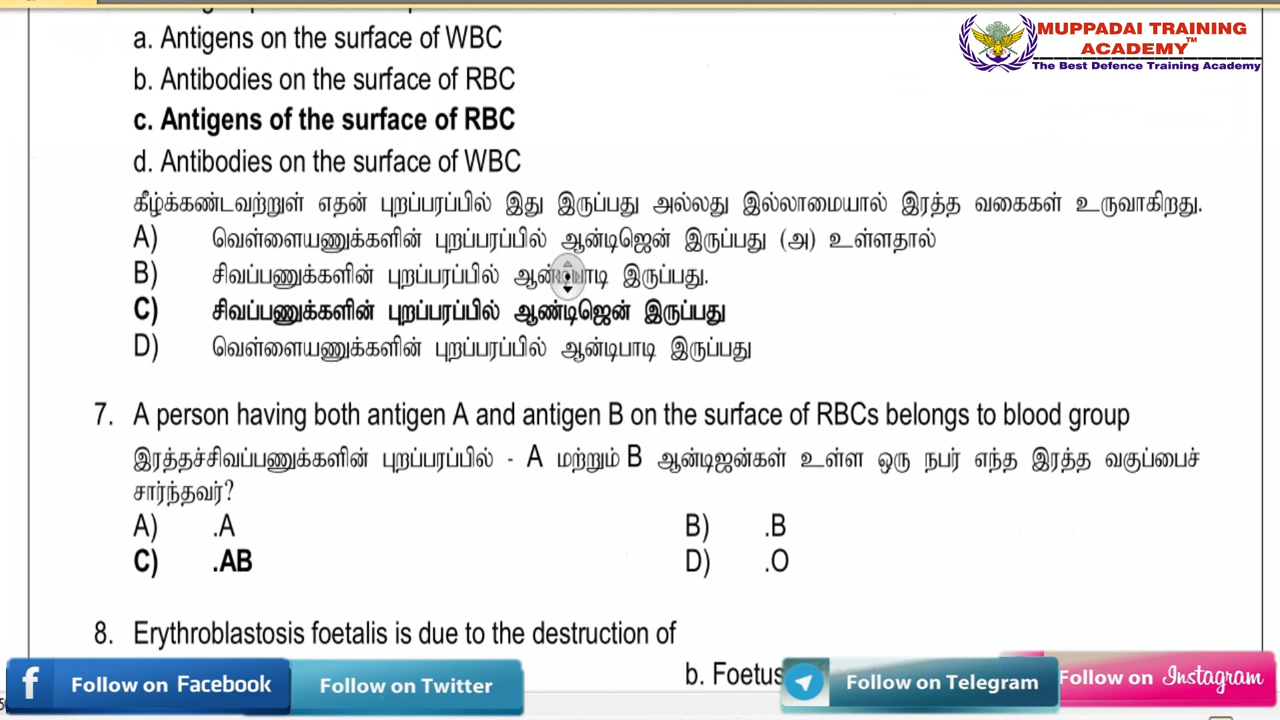 a. Antigens on the surface of WBC
b. Antibodies on the surface of RBC
c. Antigens of the surface of RBC
d. Antibodies on the surface of WBC
கீழ்க்கண்டவற்றுள் எதன் புறப்பரப்பில் இது இருப்பது அல்லது இல்லாமையால் இரத்த வகைகள் உருவாகிறது.
A) வெள்ளையணுக்களின் புறப்பரப்பில் ஆன்டிஜென் இருப்பது (அ) உள்ளதால்
B) சிவப்பணுக்களின் புறப்பரப்பில் இருப்பது.
C) சிவப்பணுக்களின் புறப்பரப்பில் ஆண்டிஜென் இருப்பது
D) வெள்ளையணுக்களின் புறப்பரப்பில் ஆன்டிபாடி இருப்பது
7. A person having both antigen A and antigen B on the surface of RBCs belongs to blood group
இரத்தச்சிவப்பணுக்களின் புறப்பரப்பில் - A மற்றும் B ஆன்டிஜன்கள் உள்ள ஒரு நபர் எந்த இரத்த வகுப்பைச்
சார்ந்தவர்?
A) .A B) .B
C) .AB D) .O
8. Erythroblastosis foetalis is due to the destruction of
b. Foetus
MUPPADAI TRAINING
ACADEMY™
The Best Defence Training Academy
f Follow on Facebook
Follow on Twitter
Follow on Telegram
Follow on Instagram